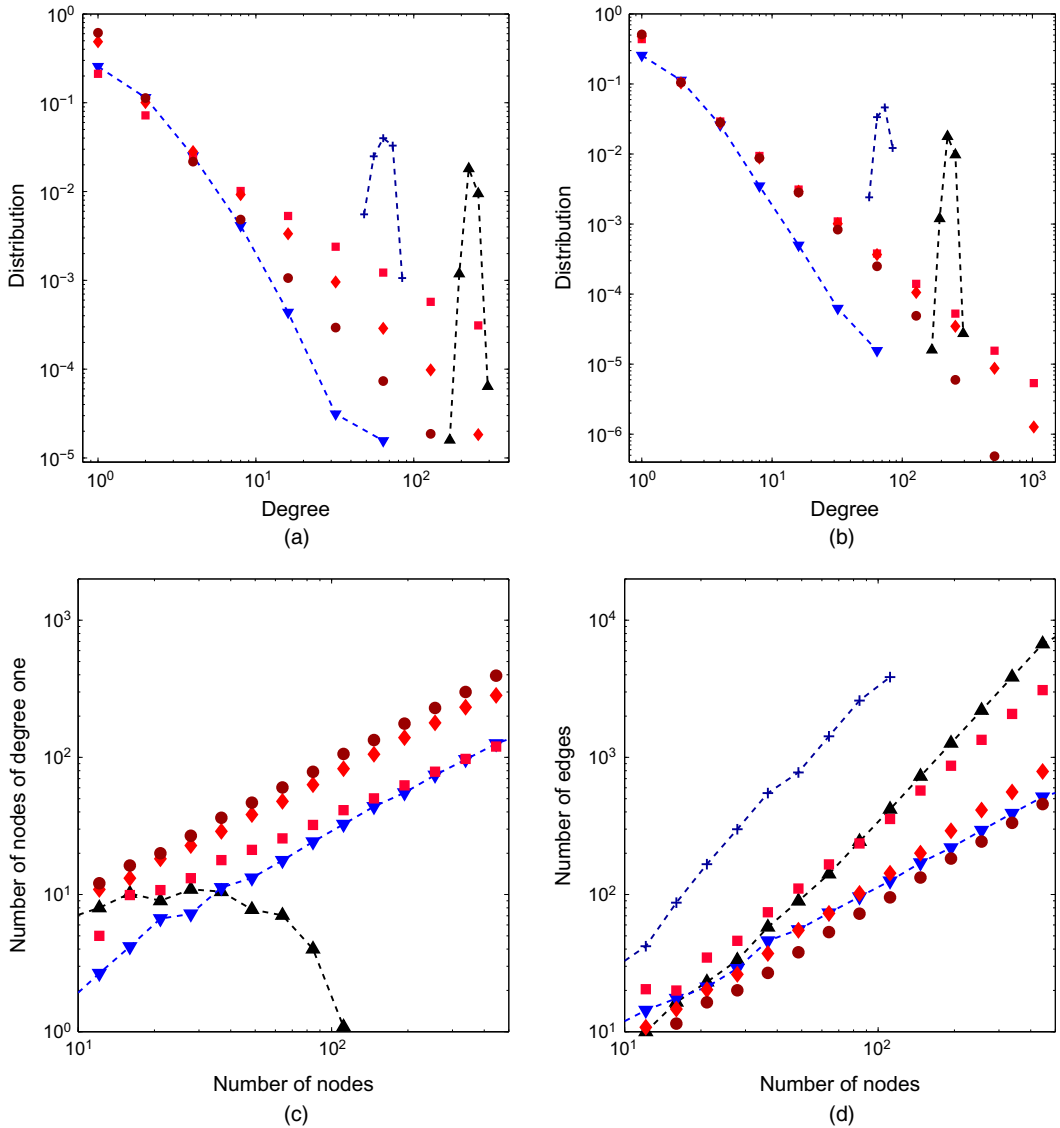 10^0
10^−1
10^−2
10^−3
10^−4
10^−5
Distribution
10^0
10^1
10^2
Degree
(a)
10^0
10^−1
10^−2
10^−3
10^−4
10^−5
10^−6
Distribution
10^0
10^1
10^2
10^3
Degree
(b)
10^3
10^2
10^1
10^0
Number of nodes of degree one
10^1
10^2
Number of nodes
(c)
10^4
10^3
10^2
10^1
Number of edges
10^1
10^2
Number of nodes
(d)